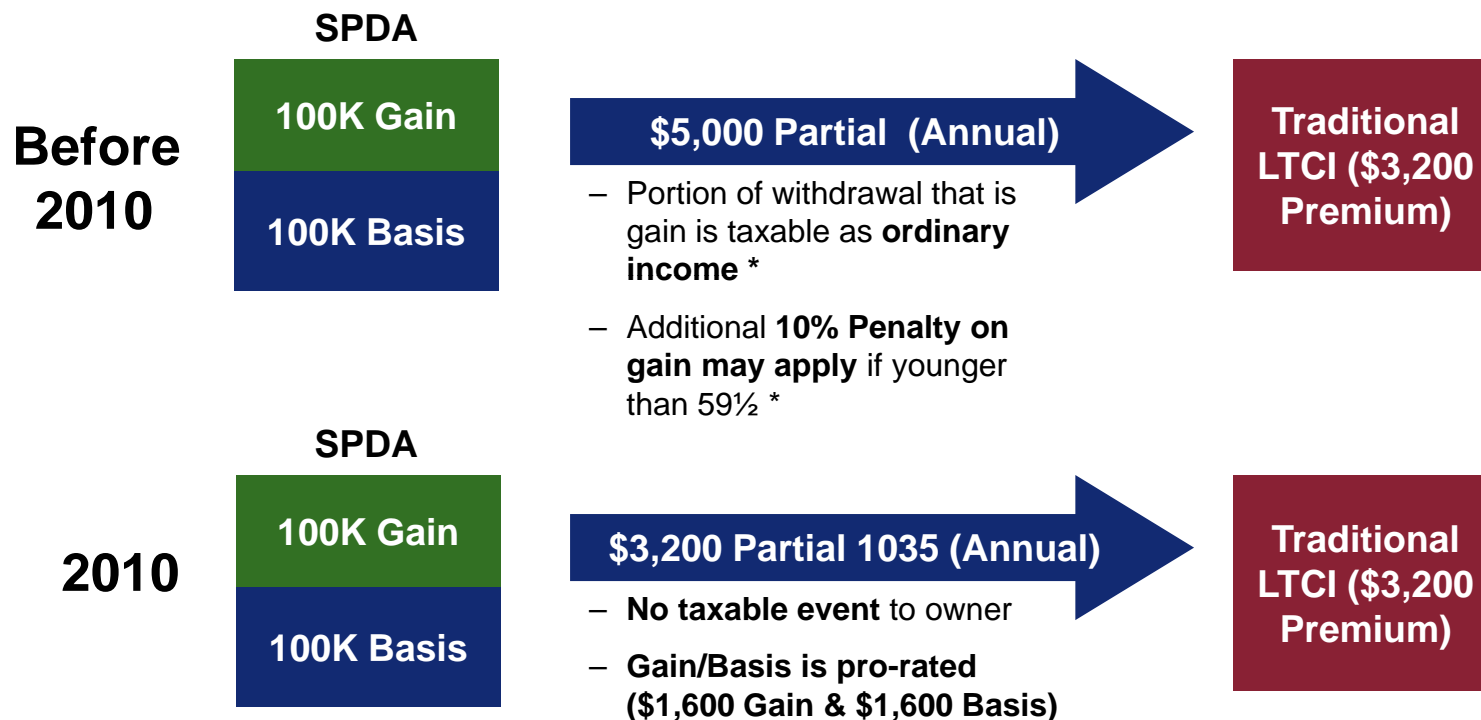 SPDA
100K Gain
100K Basis
Before
2010
$5,000 Partial  (Annual)
– Portion of withdrawal that is
gain is taxable as ordinary
income *
– Additional 10% Penalty on
gain may apply if younger
than 59½ *
Traditional
LTCI ($3,200
Premium)
SPDA
100K Gain
100K Basis
2010
$3,200 Partial 1035 (Annual)
– No taxable event to owner
– Gain/Basis is pro-rated
($1,600 Gain & $1,600 Basis)
Traditional
LTCI ($3,200
Premium)